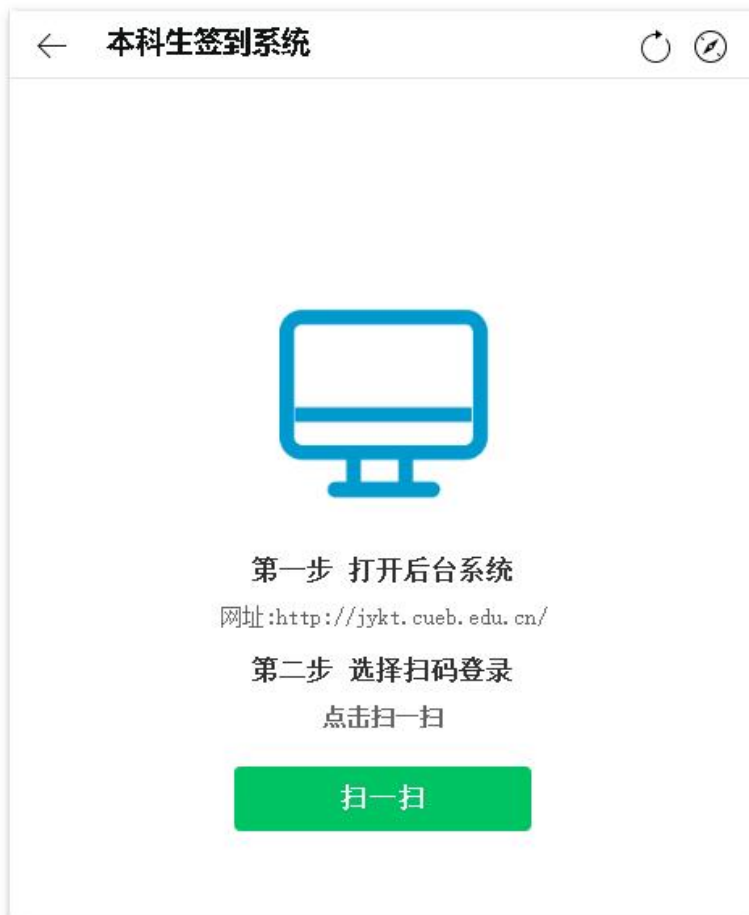 本科生签到系统
第一步 打开后台系统
网址:http://jykt.cueb.edu.cn/
第二步 选择扫码登录
点击扫一扫
扫一扫